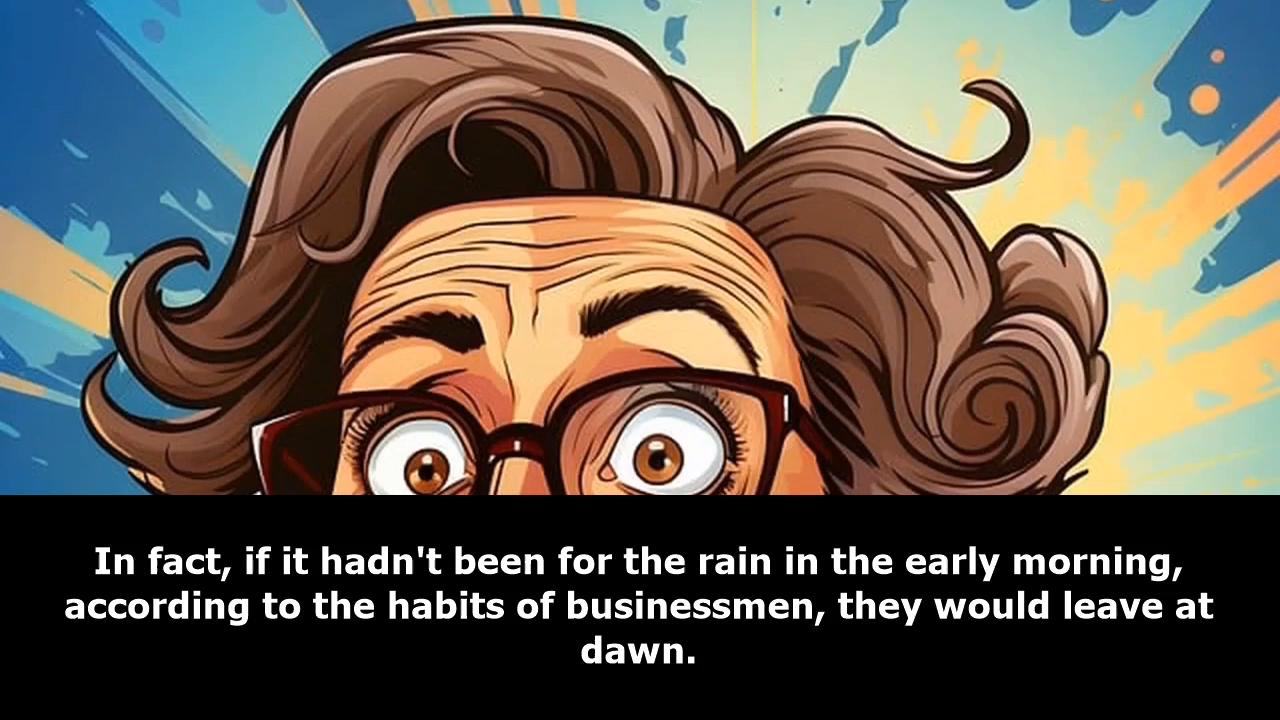 In fact, if it hadn't been for the rain in the early morning,
according to the habits of businessmen, they would leave at
dawn.